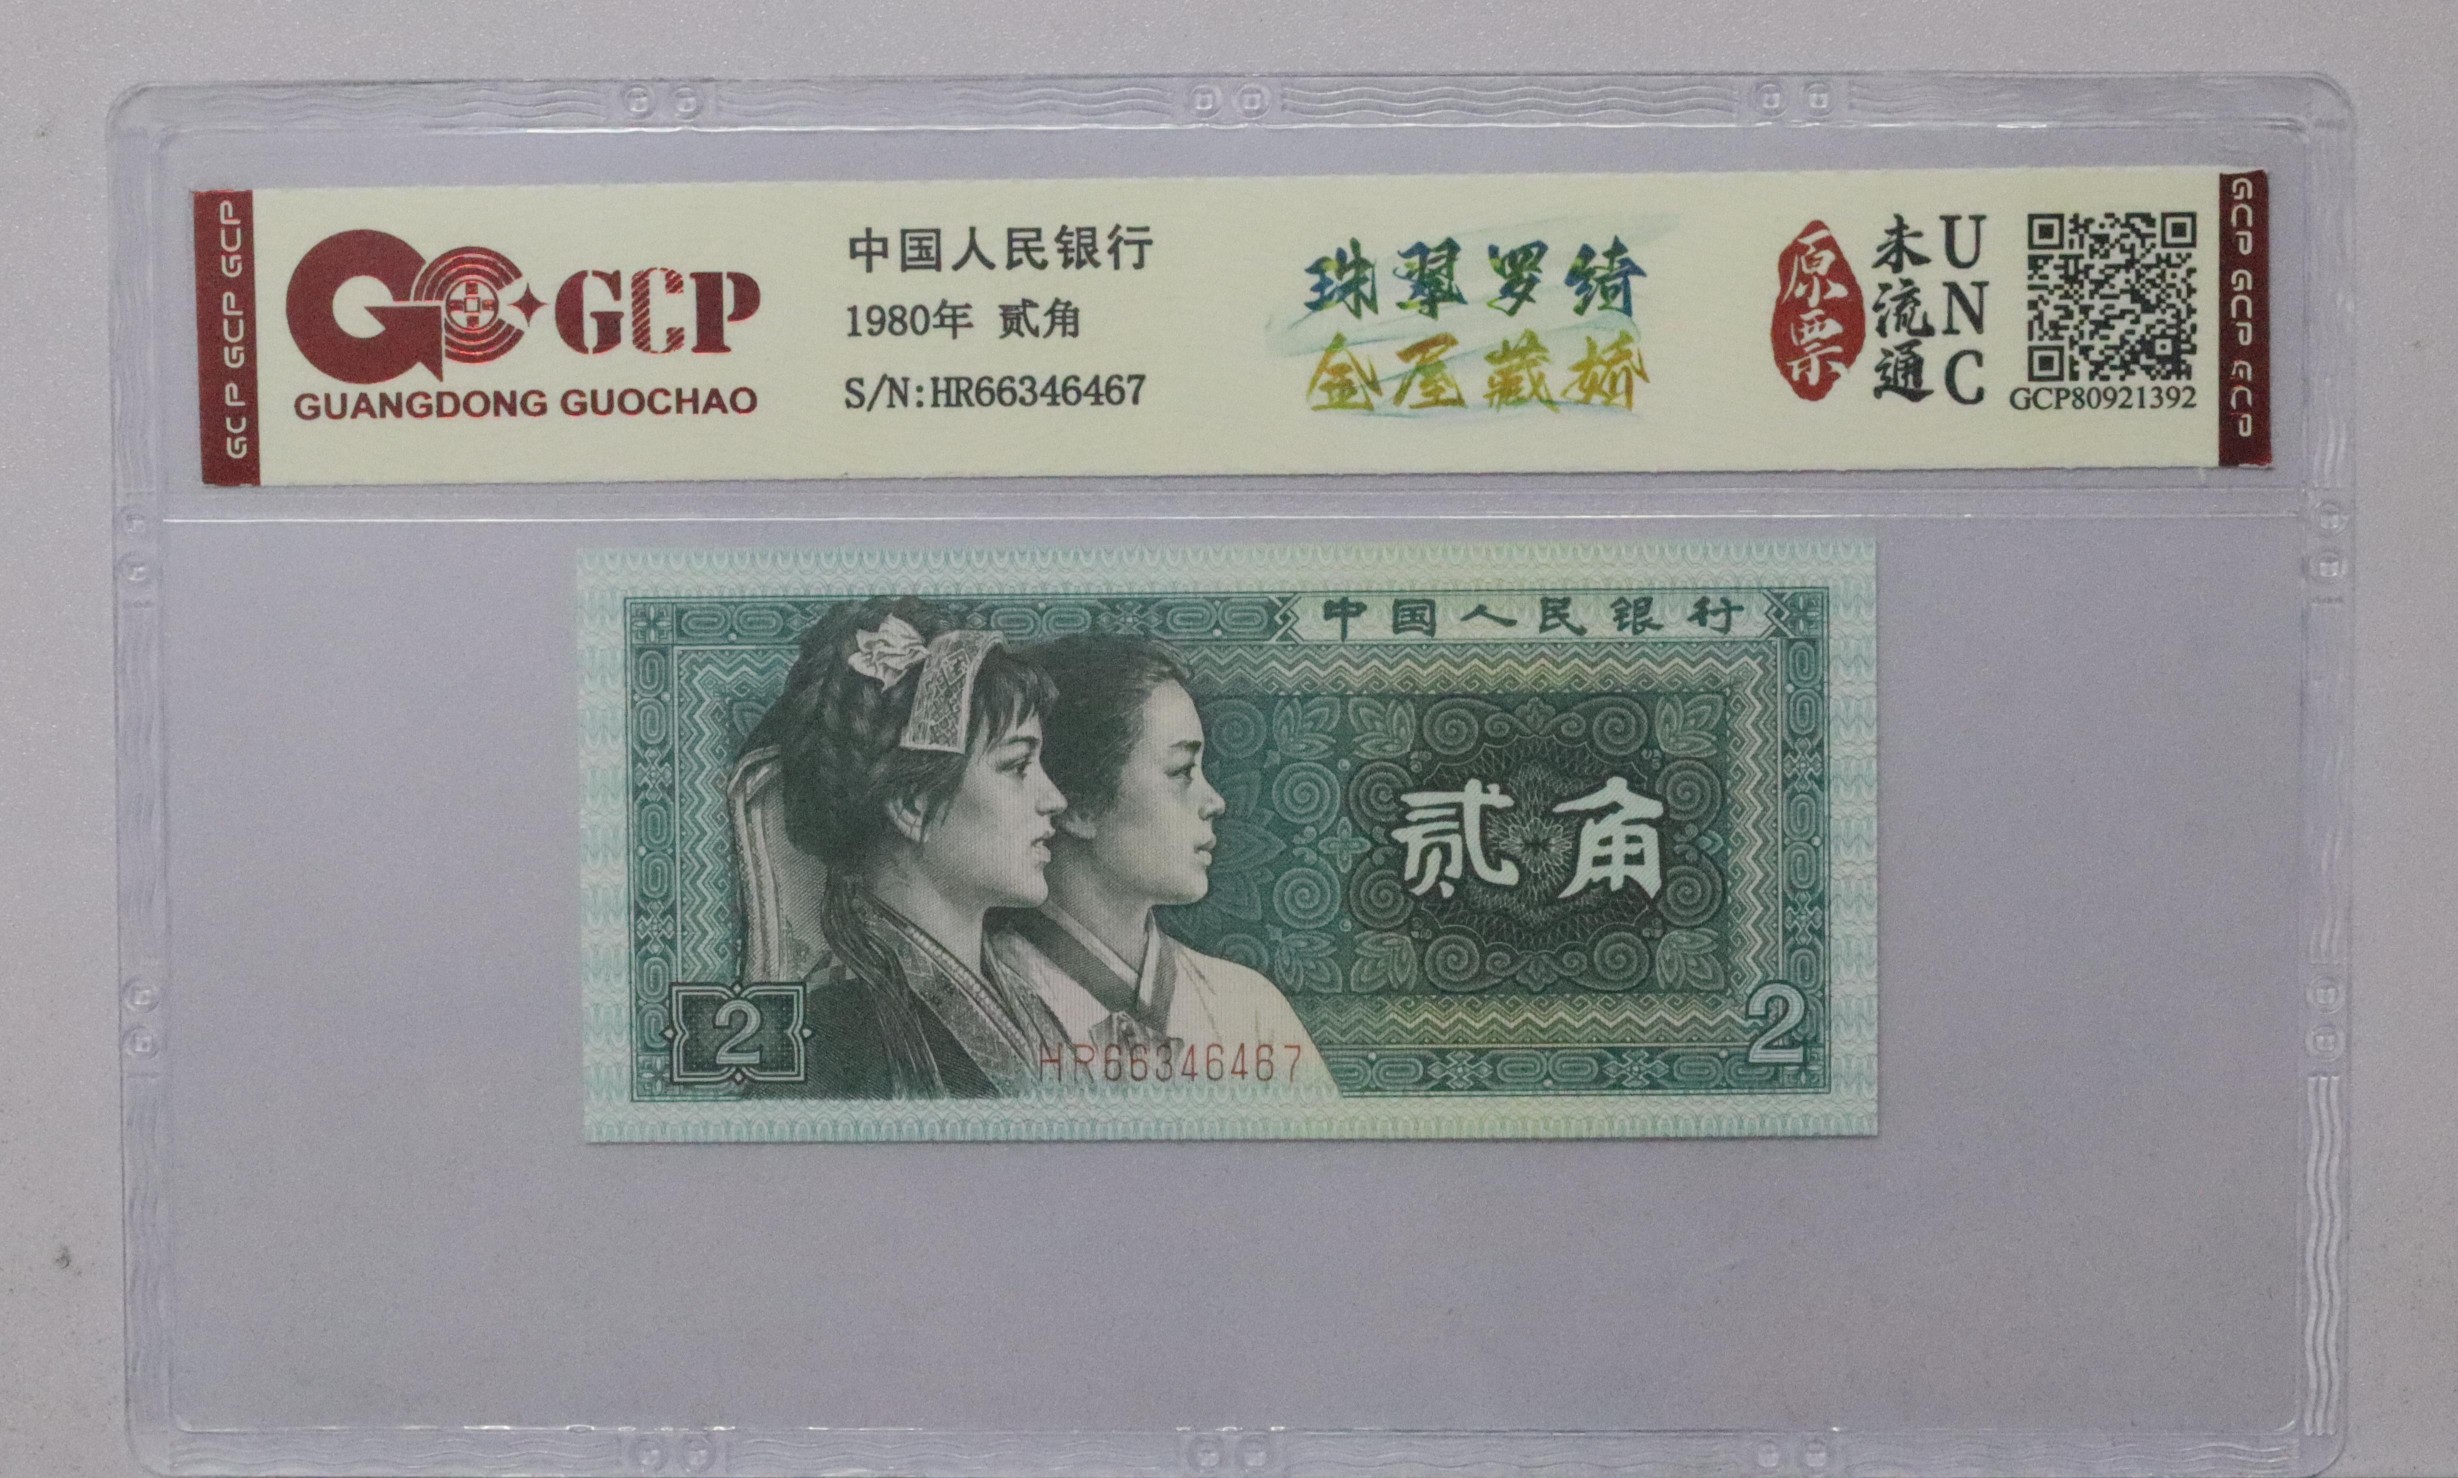 GCP GCP GCP
GCP
GUANGDONG GUOCHAO
中国人民银行
1980年 贰角
S/N:HR66346467
珠翠罗绮
金屋藏娇
原票
未流通
UNC
GCP80921392
GCP GCP GCP
中国人民银行
贰角
2
2
HR66346467